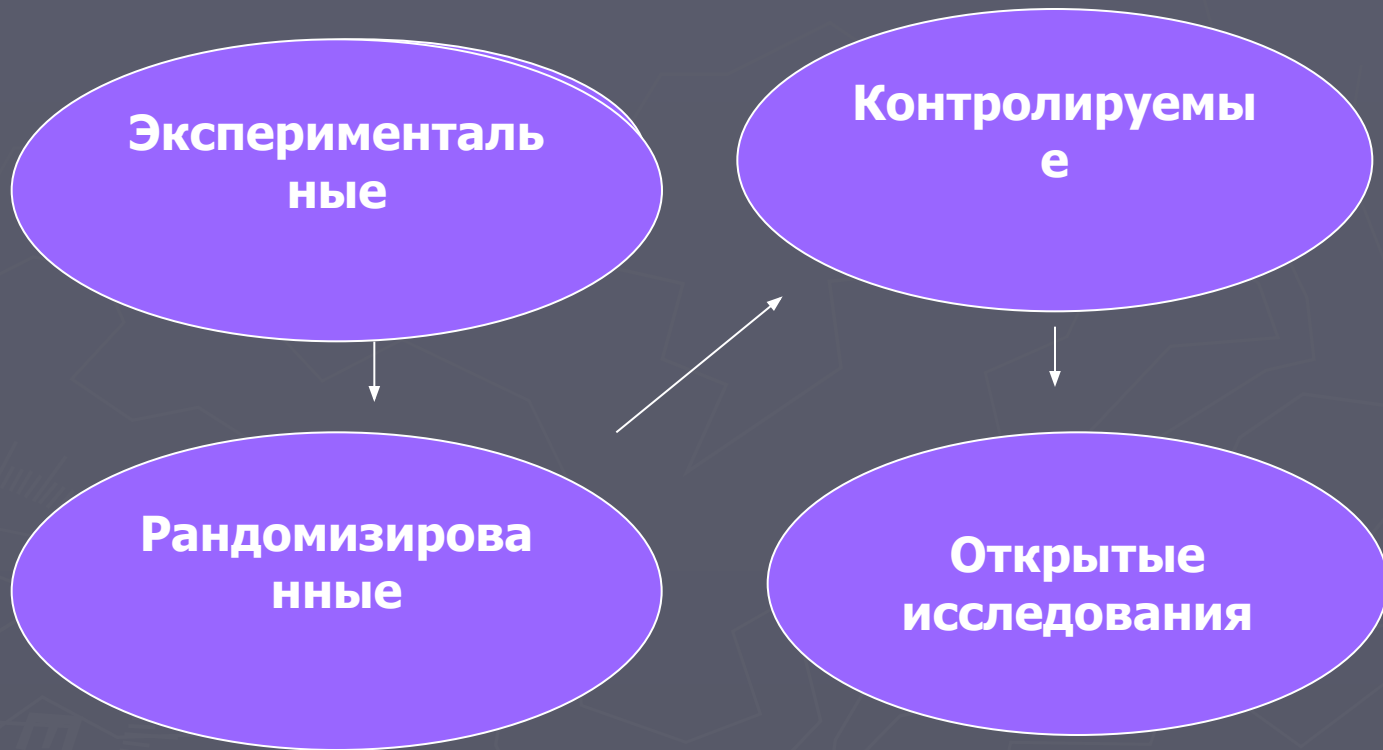 Эксперименталь
ные
Рандомизирова
нные
Контролируемы
е
Открытые
исследования